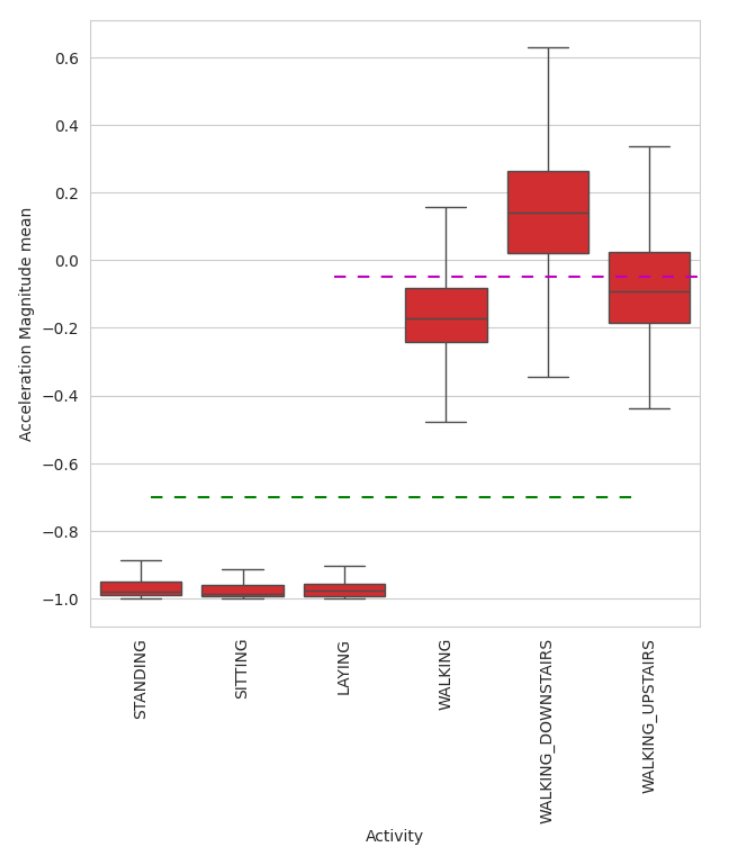 Acceleration Magnitude mean
0.6
0.4
0.2
0.0
−0.2
−0.4
−0.6
−0.8
−1.0
STANDING
SITTING
LAYING
WALKING
WALKING_DOWNSTAIRS
WALKING_UPSTAIRS
Activity